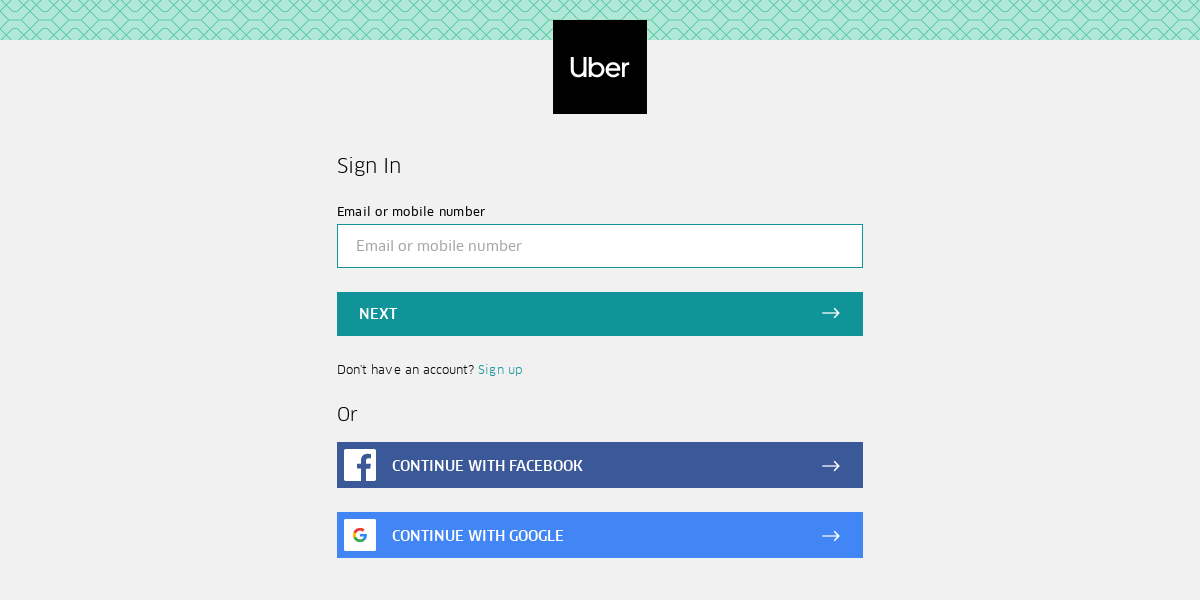 Uber
Sign In
Email or mobile number
Email or mobile number
NEXT
Don't have an account? Sign up
Or
CONTINUE WITH FACEBOOK
CONTINUE WITH GOOGLE